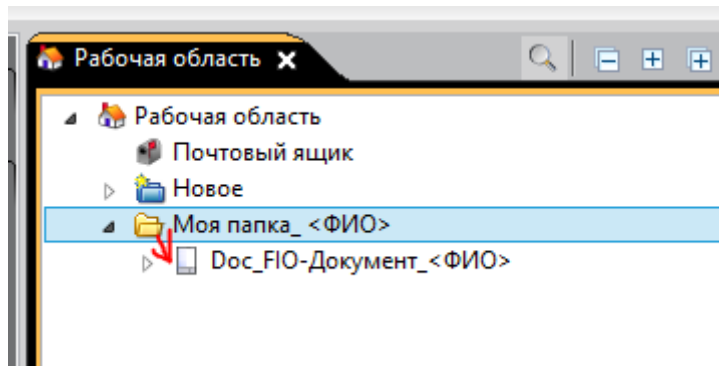 Рабочая область
Рабочая область
Почтовый ящик
Новое
Моя папка_ <ФИО>
Doc_FIO-Документ_<ФИО>